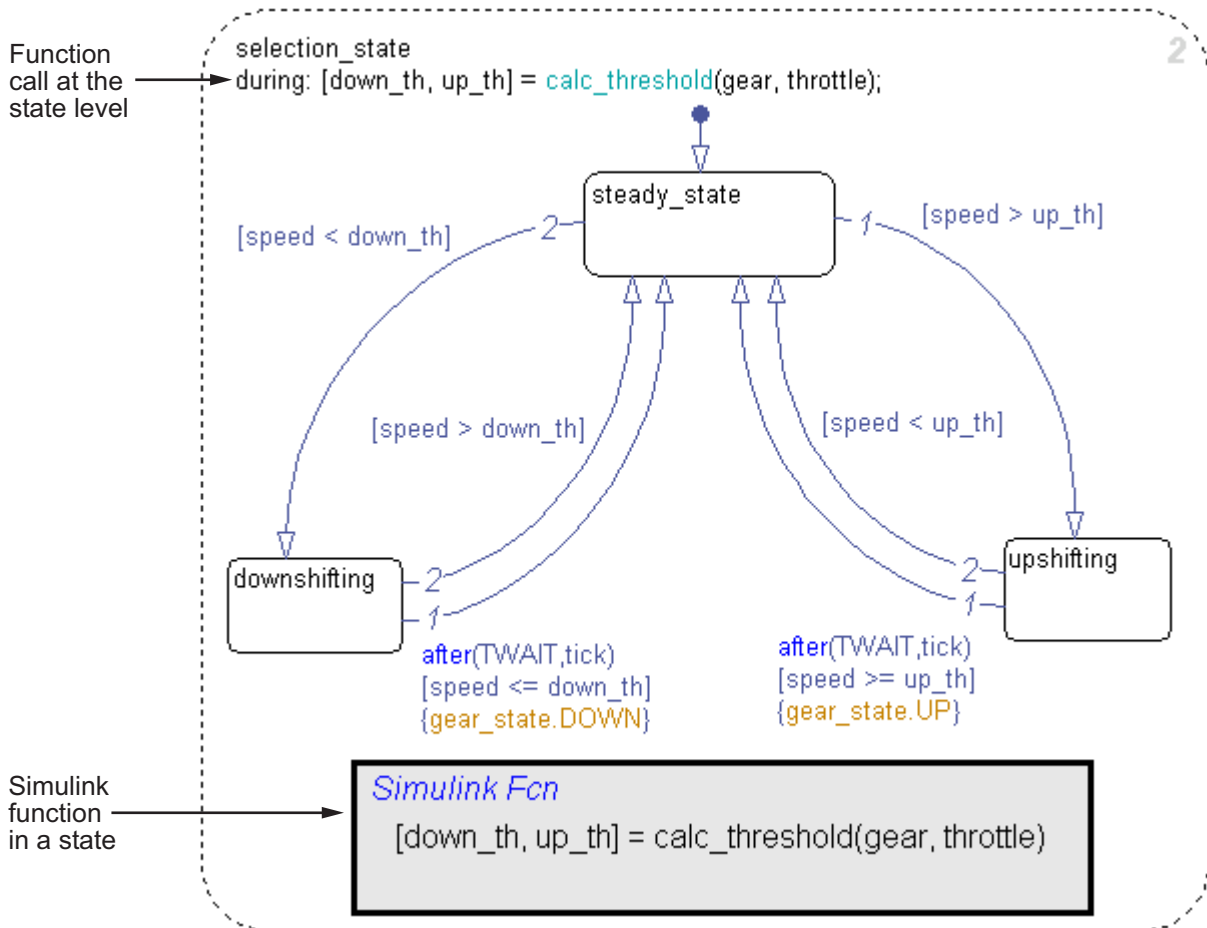 Function
call at the
state level
selection_state
2
during: [down_th, up_th] = calc_threshold(gear, throttle);
steady_state
2
1
[speed < down_th]
[speed > up_th]
[speed > down_th]
[speed < up_th]
downshifting
2
1
upshifting
2
1
after(TWAIT,tick)
[speed <= down_th]
{gear_state.DOWN}
after(TWAIT,tick)
[speed >= up_th]
{gear_state.UP}
Simulink
function
in a state
Simulink Fcn
[down_th, up_th] = calc_threshold(gear, throttle)